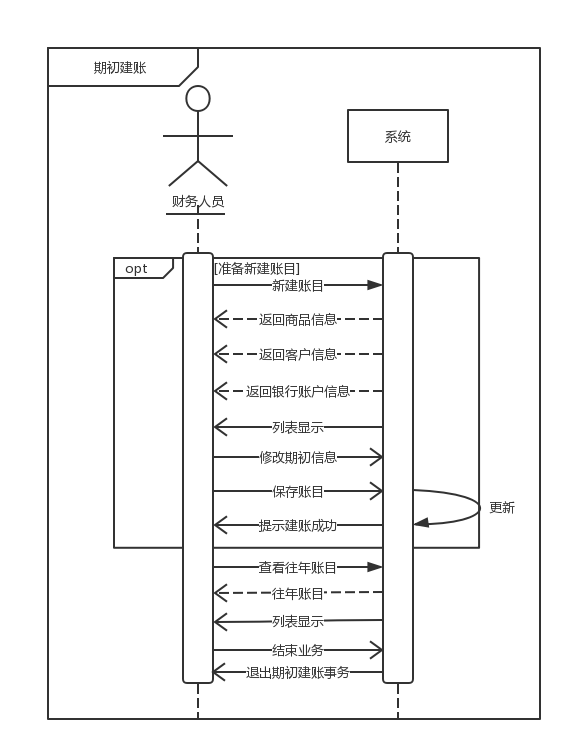 期初建账
系统
财务人员
opt
[准备新建账目]
新建账目
返回商品信息
返回客户信息
返回银行账户信息
列表显示
修改期初信息
保存账目
更新
提示建账成功
查看往年账目
往年账目
列表显示
结束业务
退出期初建账事务